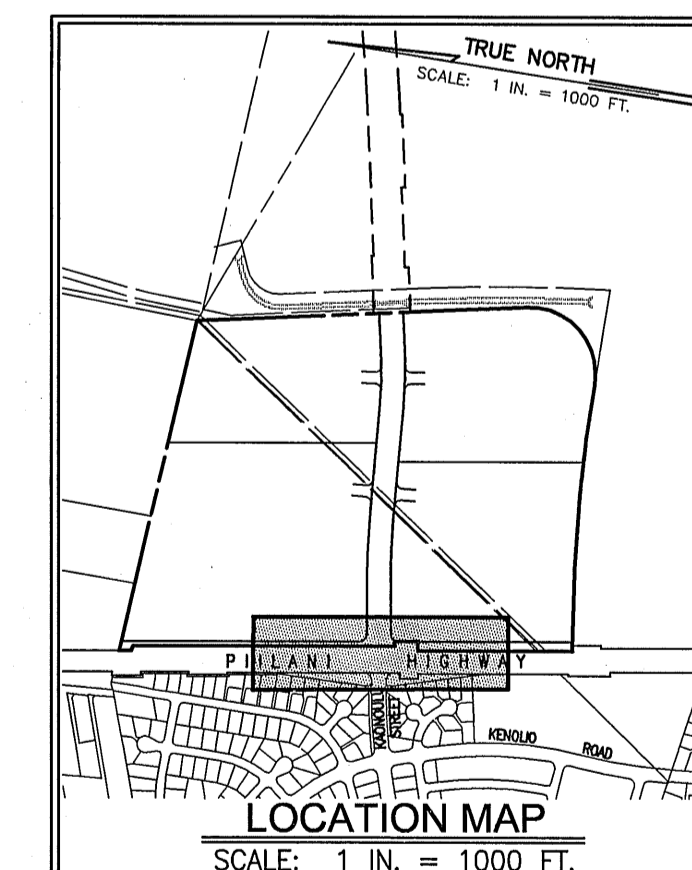 TRUE NORTH
SCALE: 1 IN. = 1000 FT.
PIILANI HIGHWAY
KAONOULU
STREET
KENOLIO ROAD
LOCATION MAP
SCALE: 1 IN. = 1000 FT.